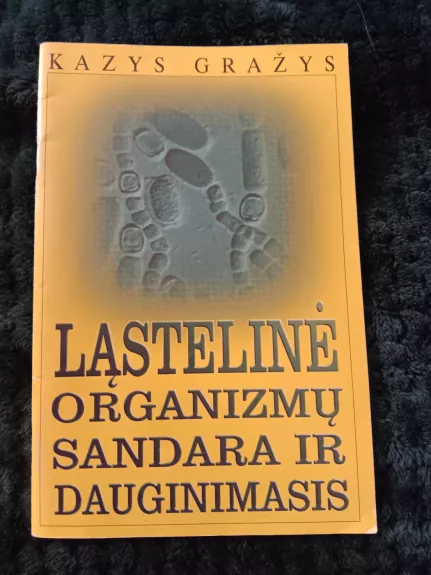 KAZYS GRAŽYS
LĄSTELINĖ
ORGANIZMŲ
SANDARA IR
DAUGINIMASIS